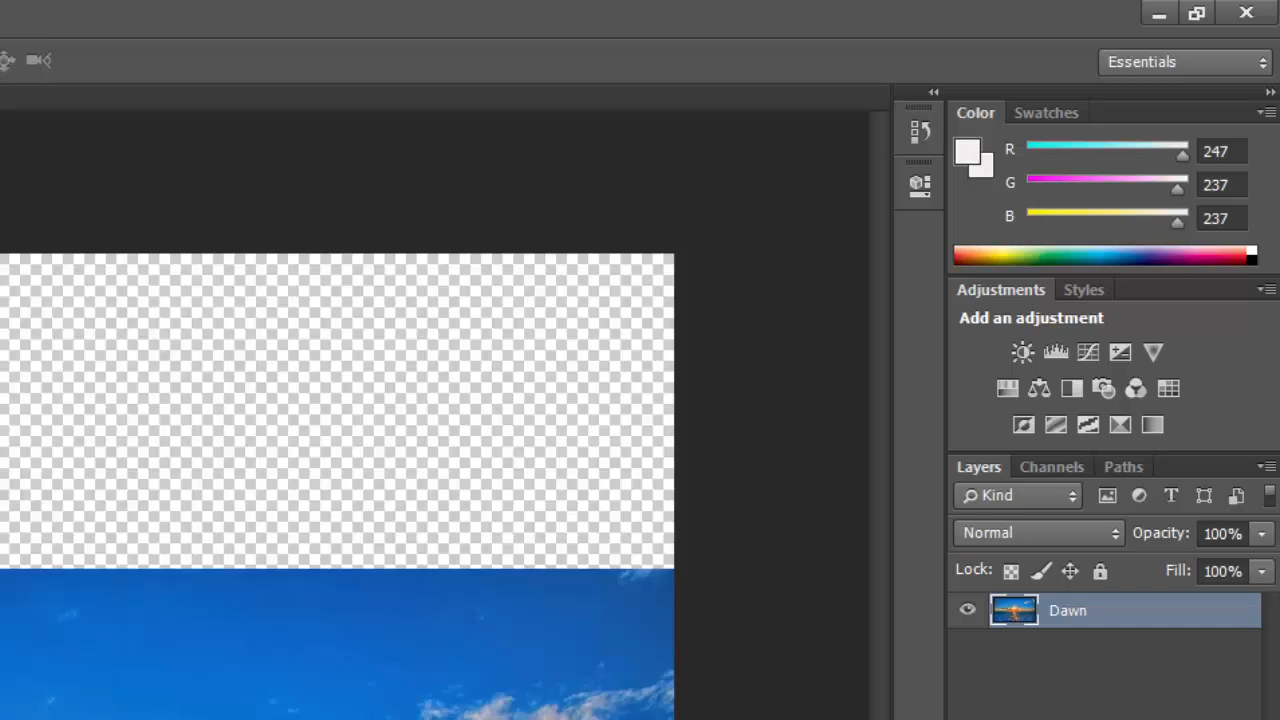 Essentials
Color Swatches
R 247
G 237
B 237
Adjustments Styles
Add an adjustment
Layers Channels Paths
Kind
Normal Opacity: 100%
Lock: Fill: 100%
Dawn